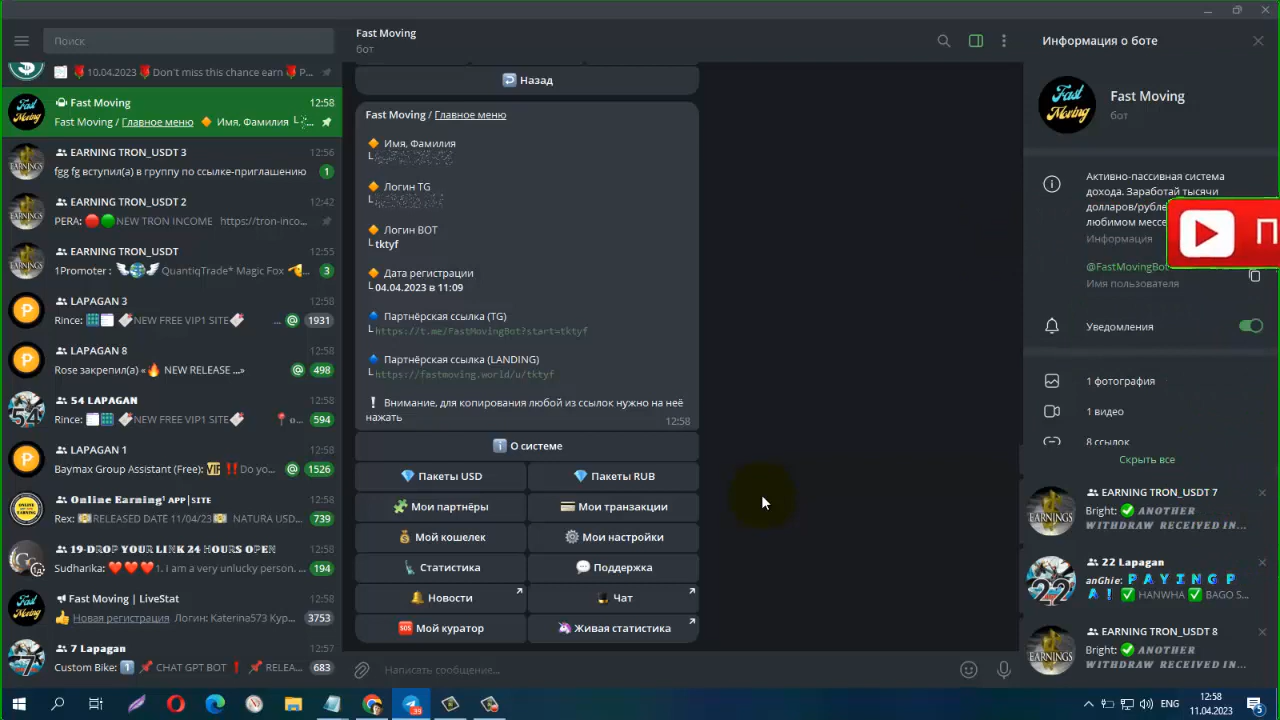 Поиск
10.04.2023 Don't miss this chance earn P...
Fast Moving 12:58
Fast Moving / Главное меню Имя, Фамилия └ ...
EARNING TRON_USDT 3 12:56
fgg fg вступил(а) в группу по ссылке-приглашению 1
EARNING TRON_USDT 2 12:42
PERA: NEW TRON INCOME https://tron-inco...
EARNING TRON_USDT 12:55
1Promoter : QuantiqTrade* Magic Fox ... 3
LAPAGAN 3 12:58
Rince: NEW FREE VIP1 SITE ... @ 1931
LAPAGAN 8 12:58
Rose закрепил(а) « NEW RELEASE ...» @ 498
54 LAPAGAN 12:58
Rince: NEW FREE VIP1 SITE о... 594
LAPAGAN 1 12:58
Baymax Group Assistant (Free): VIP ‼ Do yo... @ 1526
Online Earning¹ APP|SITE 12:58
Rex: RELEASED DATE 11/04/23 NATURA USD... 739
19-DROP YOUR LINK 24 HOURS OPEN 12:58
Sudharika: 1. I am a very unlucky person. ... 194
Fast Moving | LiveStat 12:58
Новая регистрация Логин: Katerina573 Кур... 3753
7 Lapagan 12:57
Custom Bike: 1 CHAT GPT BOT ! RELEA... 683
Fast Moving
бот
Назад
Fast Moving / Главное меню
Имя, Фамилия
Логин TG
Логин BOT
└ tktyf
Дата регистрации
└ 04.04.2023 в 11:09
Партнёрская ссылка (TG)
└ https://t.me/FastMovingBot?start=tktyf
Партнёрская ссылка (LANDING)
└ https://fastmoving.world/u/tktyf
! Внимание, для копирования любой из ссылок нужно на неё
нажать
12:58
О системе
Пакеты USD Пакеты RUB
Мои партнёры Мои транзакции
Мой кошелек Мои настройки
Статистика Поддержка
Новости Чат
SOS Мой куратор Живая статистика
Написать сообщение...
Информация о боте
Fast Moving
Fast Moving
бот
Активно-пассивная система
дохода. Заработай тысячи
долларов/рубле
любимом мессе
Информация
П
@FastMovingBot
Имя пользователя
Уведомления
1 фотография
1 видео
8 ссылок
Скрыть все
EARNING TRON_USDT 7
Bright: ANOTHER
WITHDRAW RECEIVED IN...
22 Lapagan
anGhie: P A Y I N G P
A ! HANWHA BAGO S...
EARNING TRON_USDT 8
Bright: ANOTHER
WITHDRAW RECEIVED IN...
ENG
12:58
11.04.2023
5